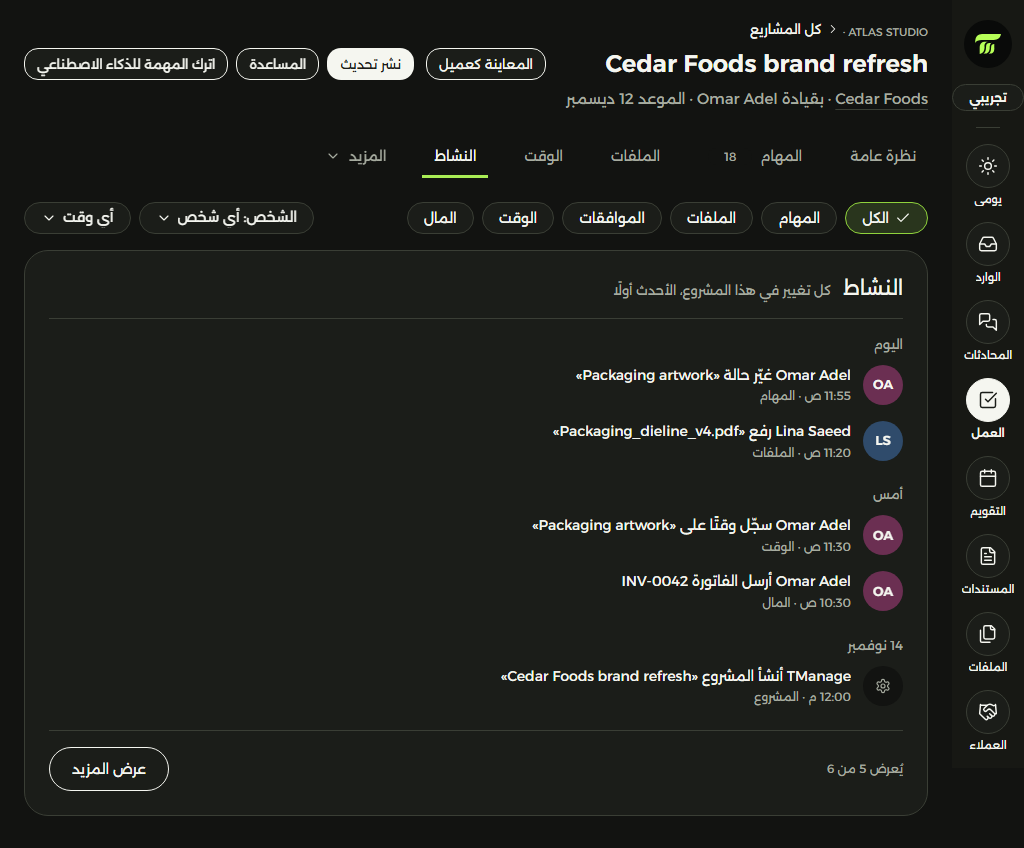 ATLAS STUDIO · كل المشاريع
Cedar Foods brand refresh
Cedar Foods · بقيادة Omar Adel · الموعد 12 ديسمبر
المعاينة كعميل
نشر تحديث
المساعدة
اترك المهمة للذكاء الاصطناعي
نظرة عامة
المهام 18
الملفات
الوقت
النشاط
المزيد
الكل
المهام
الملفات
الموافقات
الوقت
المال
الشخص: أي شخص
أي وقت
النشاط
كل تغيير في هذا المشروع، الأحدث أولًا
اليوم
OA
Omar Adel غيّر حالة «Packaging artwork»
11:55 ص · المهام
LS
Lina Saeed رفع «Packaging_dieline_v4.pdf»
11:20 ص · الملفات
أمس
OA
Omar Adel سجّل وقتًا على «Packaging artwork»
11:30 ص · الوقت
OA
Omar Adel أرسل الفاتورة INV-0042
10:30 ص · المال
14 نوفمبر
TManage أنشأ المشروع «Cedar Foods brand refresh»
12:00 م · المشروع
يُعرض 5 من 6
عرض المزيد
تجريبي
يومي
الوارد
المحادثات
العمل
التقويم
المستندات
الملفات
العملاء